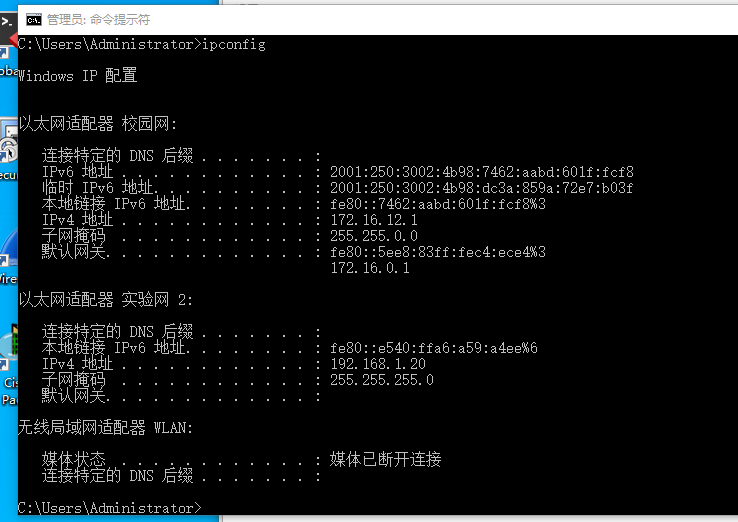 管理员: 命令提示符
C:\Users\Administrator>ipconfig
Windows IP 配置
以太网适配器 校园网:
连接特定的 DNS 后缀 . . . . . . . :
IPv6 地址 . . . . . . . . . . . . : 2001:250:3002:4b98:7462:aabd:601f:fcf8
临时 IPv6 地址. . . . . . . . . . : 2001:250:3002:4b98:dc3a:859a:72e7:b03f
本地链接 IPv6 地址. . . . . . . . : fe80::7462:aabd:601f:fcf8%3
IPv4 地址 . . . . . . . . . . . . : 172.16.12.1
子网掩码 . . . . . . . . . . . . : 255.255.0.0
默认网关. . . . . . . . . . . . . : fe80::5ee8:83ff:fec4:ece4%3
172.16.0.1
以太网适配器 实验网 2:
连接特定的 DNS 后缀 . . . . . . . :
本地链接 IPv6 地址. . . . . . . . : fe80::e540:ffa6:a59:a4ee%6
IPv4 地址 . . . . . . . . . . . . : 192.168.1.20
子网掩码 . . . . . . . . . . . . : 255.255.255.0
默认网关. . . . . . . . . . . . . :
无线局域网适配器 WLAN:
媒体状态 . . . . . . . . . . . . : 媒体已断开连接
连接特定的 DNS 后缀 . . . . . . . :
C:\Users\Administrator>